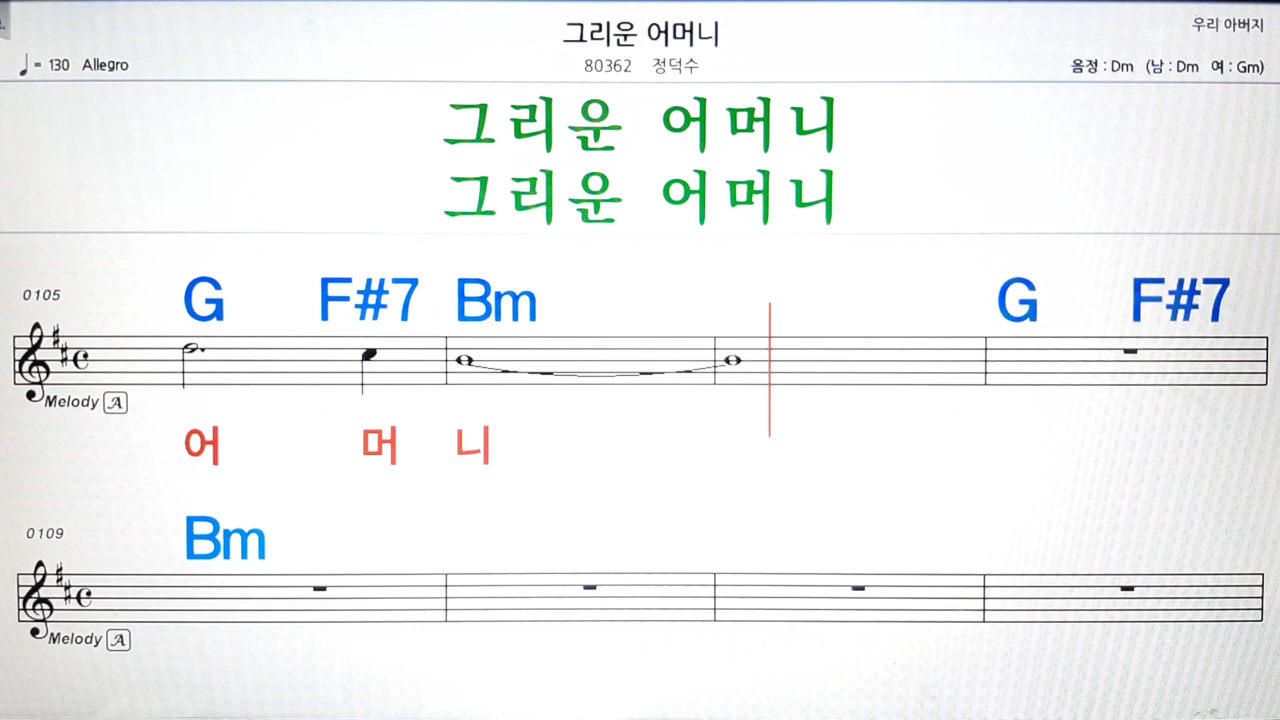 그리운 어머니
우리 아버지
♩ = 130 Allegro
80362 정덕수
음정 : Dm (남 : Dm 여 : Gm)
그리운 어머니
그리운 어머니
0105
G F#7 Bm G F#7
Melody A
어 머 니
0109
Bm
Melody A